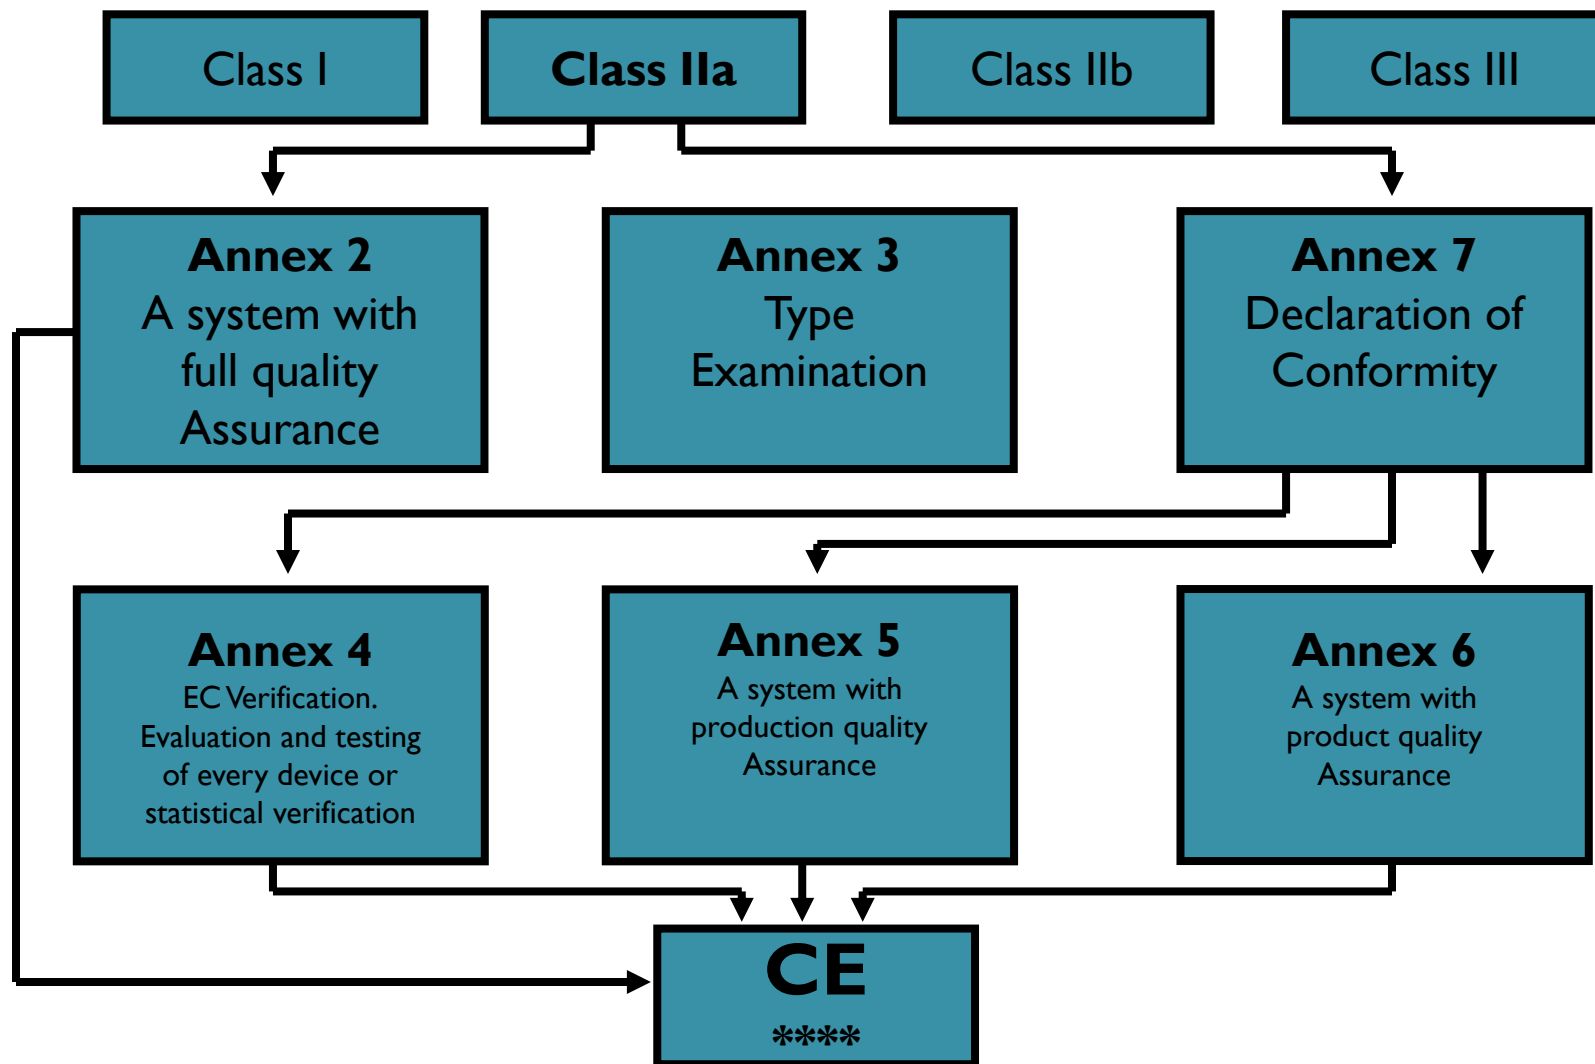 Class I
Class IIa
Class IIb
Class III
Annex 2
A system with
full quality
Assurance
Annex 3
Type
Examination
Annex 7
Declaration of
Conformity
Annex 4
EC Verification.
Evaluation and testing
of every device or
statistical verification
Annex 5
A system with
production quality
Assurance
Annex 6
A system with
product quality
Assurance
CE
****